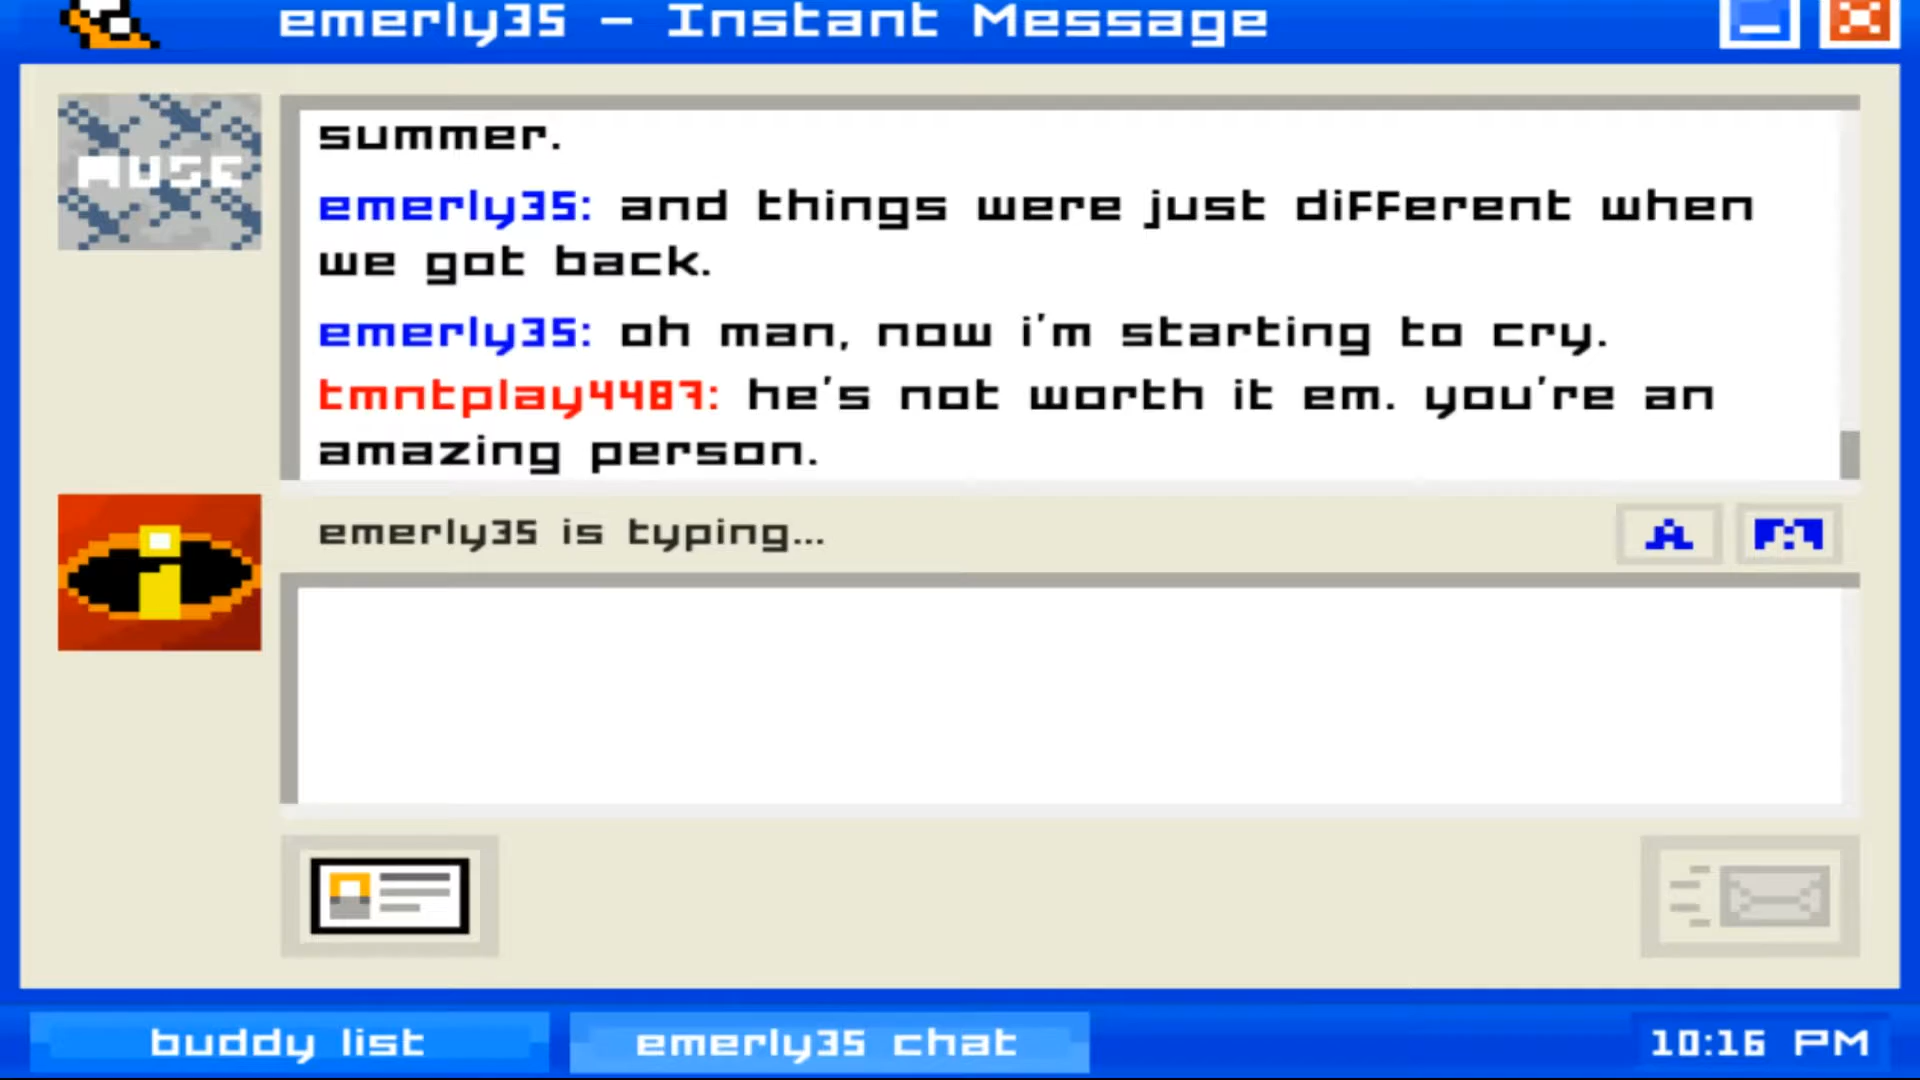 emerly35 - Instant Message
MUSE
summer.
emerly35: and things were just different when
we got back.
emerly35: oh man, now i'm starting to cry.
tmntplay4487: he's not worth it em. you're an
amazing person.
emerly35 is typing...
A
buddy list
emerly35 chat
10:16 PM